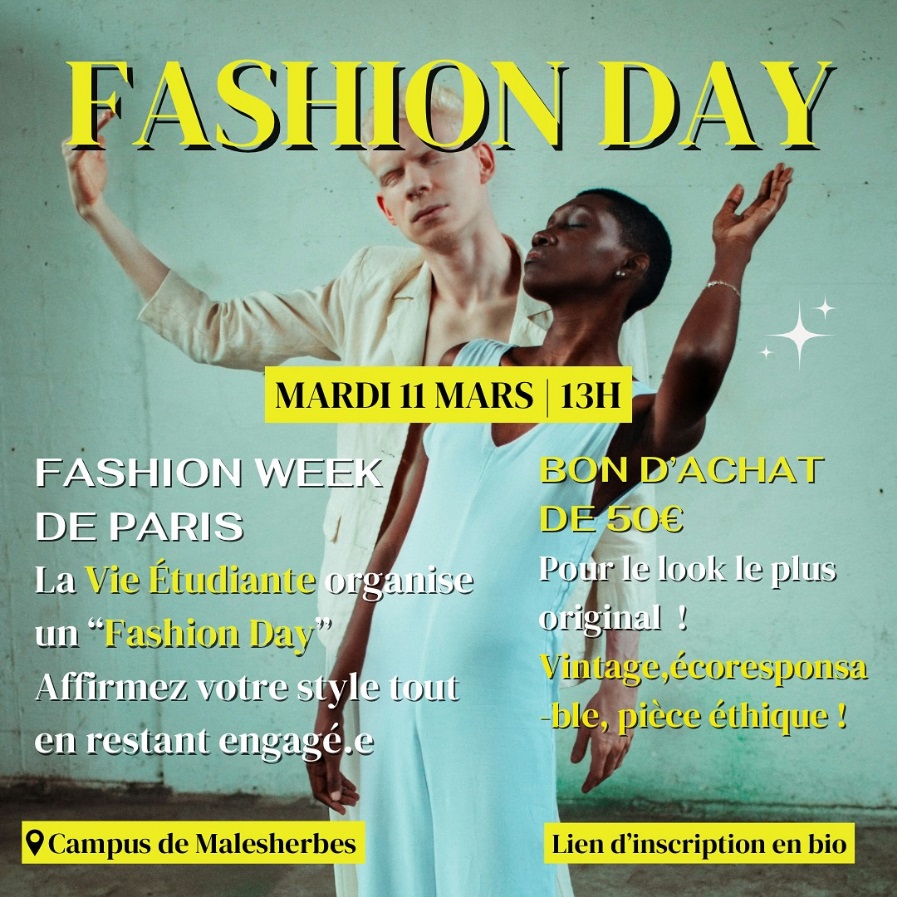 FASHION DAY
MARDI 11 MARS | 13H
FASHION WEEK
DE PARIS
La Vie Étudiante organise
un “Fashion Day”
Affirmez votre style tout
en restant engagé.e
BON D’ACHAT
DE 50€
Pour le look le plus
original !
Vintage,écoresponsa
-ble, pièce éthique !
Campus de Malesherbes
Lien d’inscription en bio